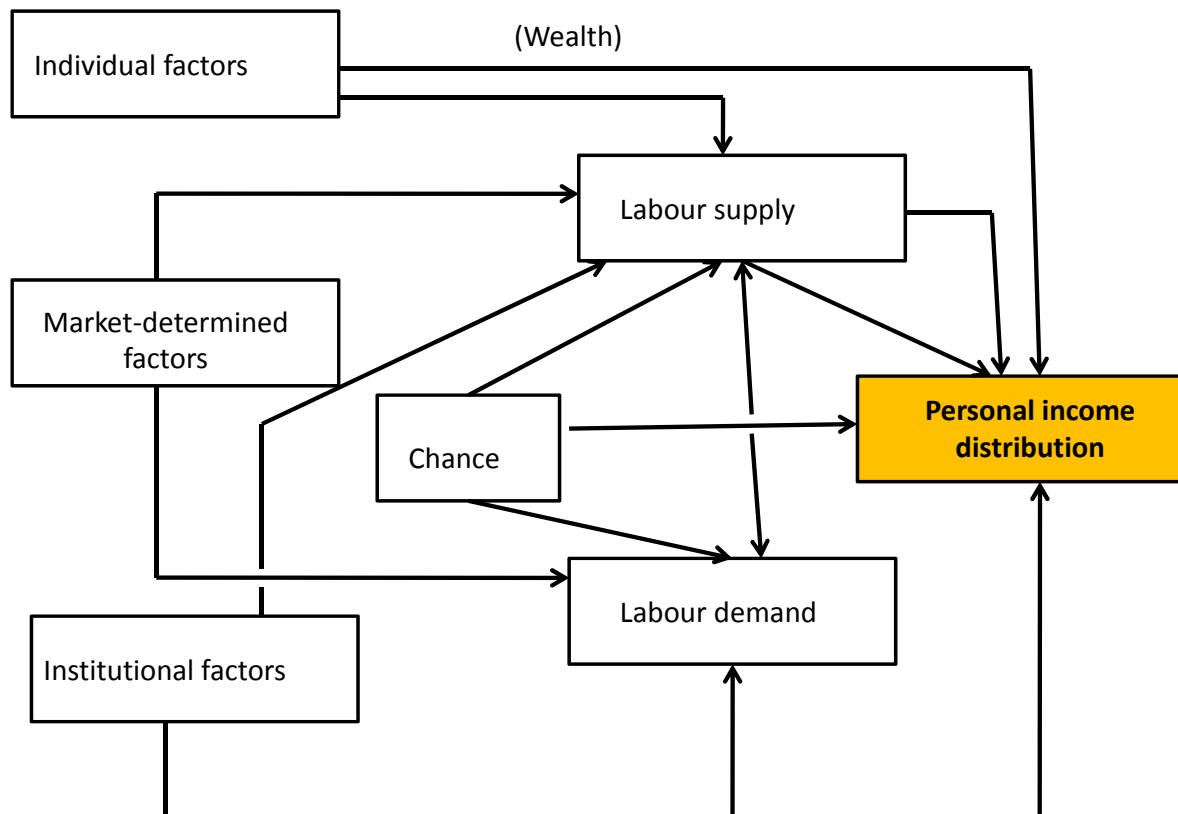 (Wealth)
Individual factors
Labour supply
Market-determined
factors
Personal income
distribution
Chance
Labour demand
Institutional factors